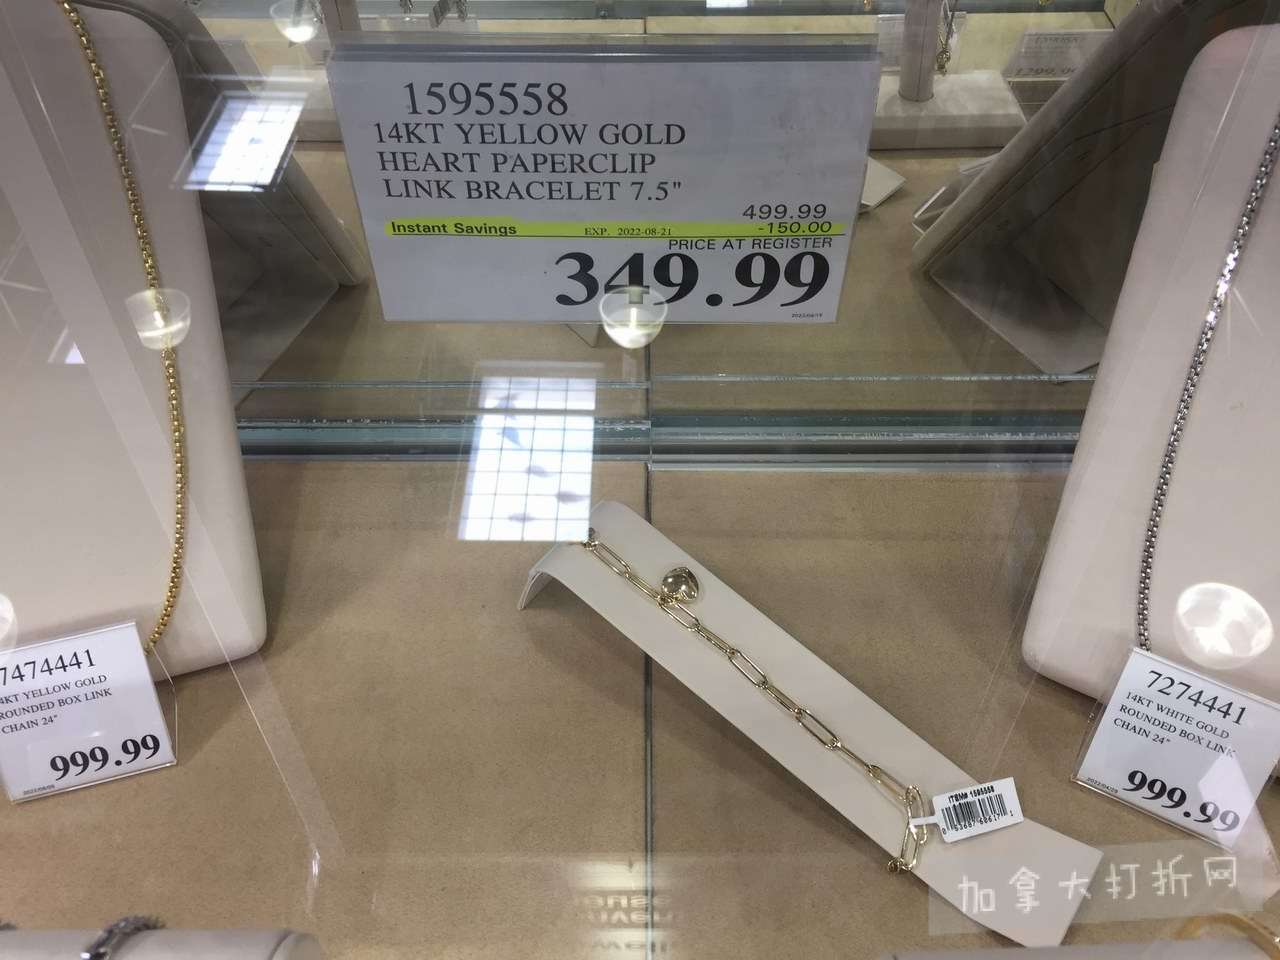 1595558
14KT YELLOW GOLD
HEART PAPERCLIP
LINK BRACELET 7.5"
499.99
Instant Savings EXP. 2022-08-21 -150.00
PRICE AT REGISTER
349.99
7474441
14KT YELLOW GOLD
ROUNDED BOX LINK
CHAIN 24"
999.99
7274441
14KT WHITE GOLD
ROUNDED BOX LINK
CHAIN 24"
999.99
ITEM# 1595558
加拿大打折网